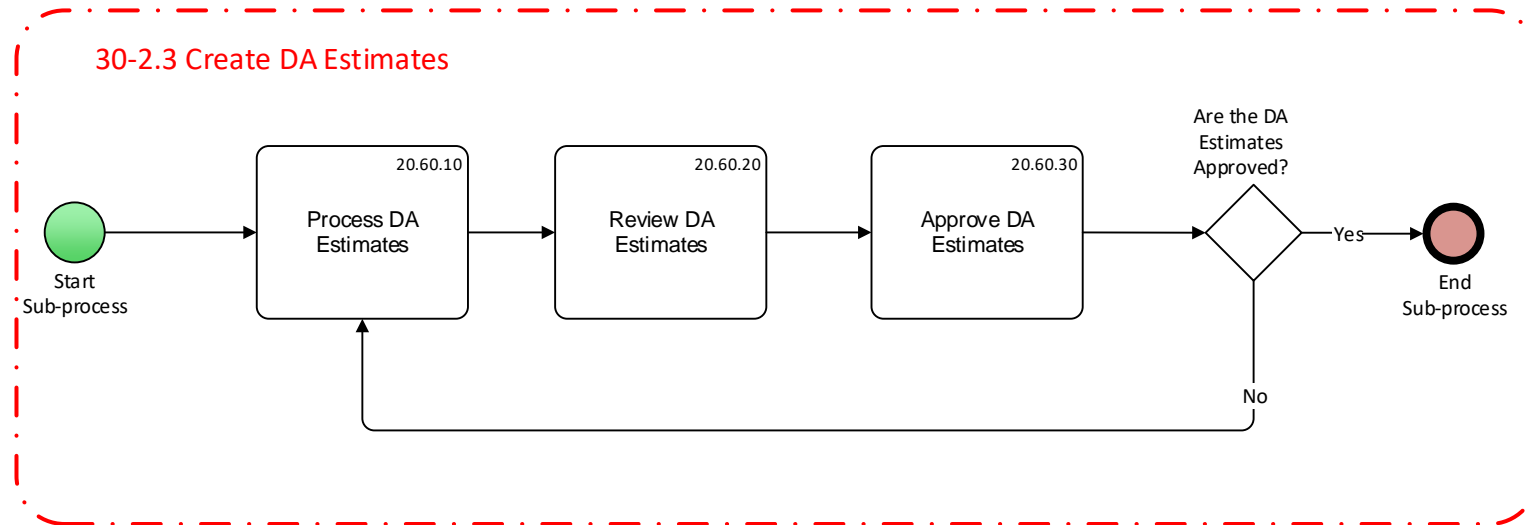 30-2.3 Create DA Estimates
Start
Sub-process
20.60.10
Process DA
Estimates
20.60.20
Review DA
Estimates
20.60.30
Approve DA
Estimates
Are the DA
Estimates
Approved?
Yes
No
End
Sub-process